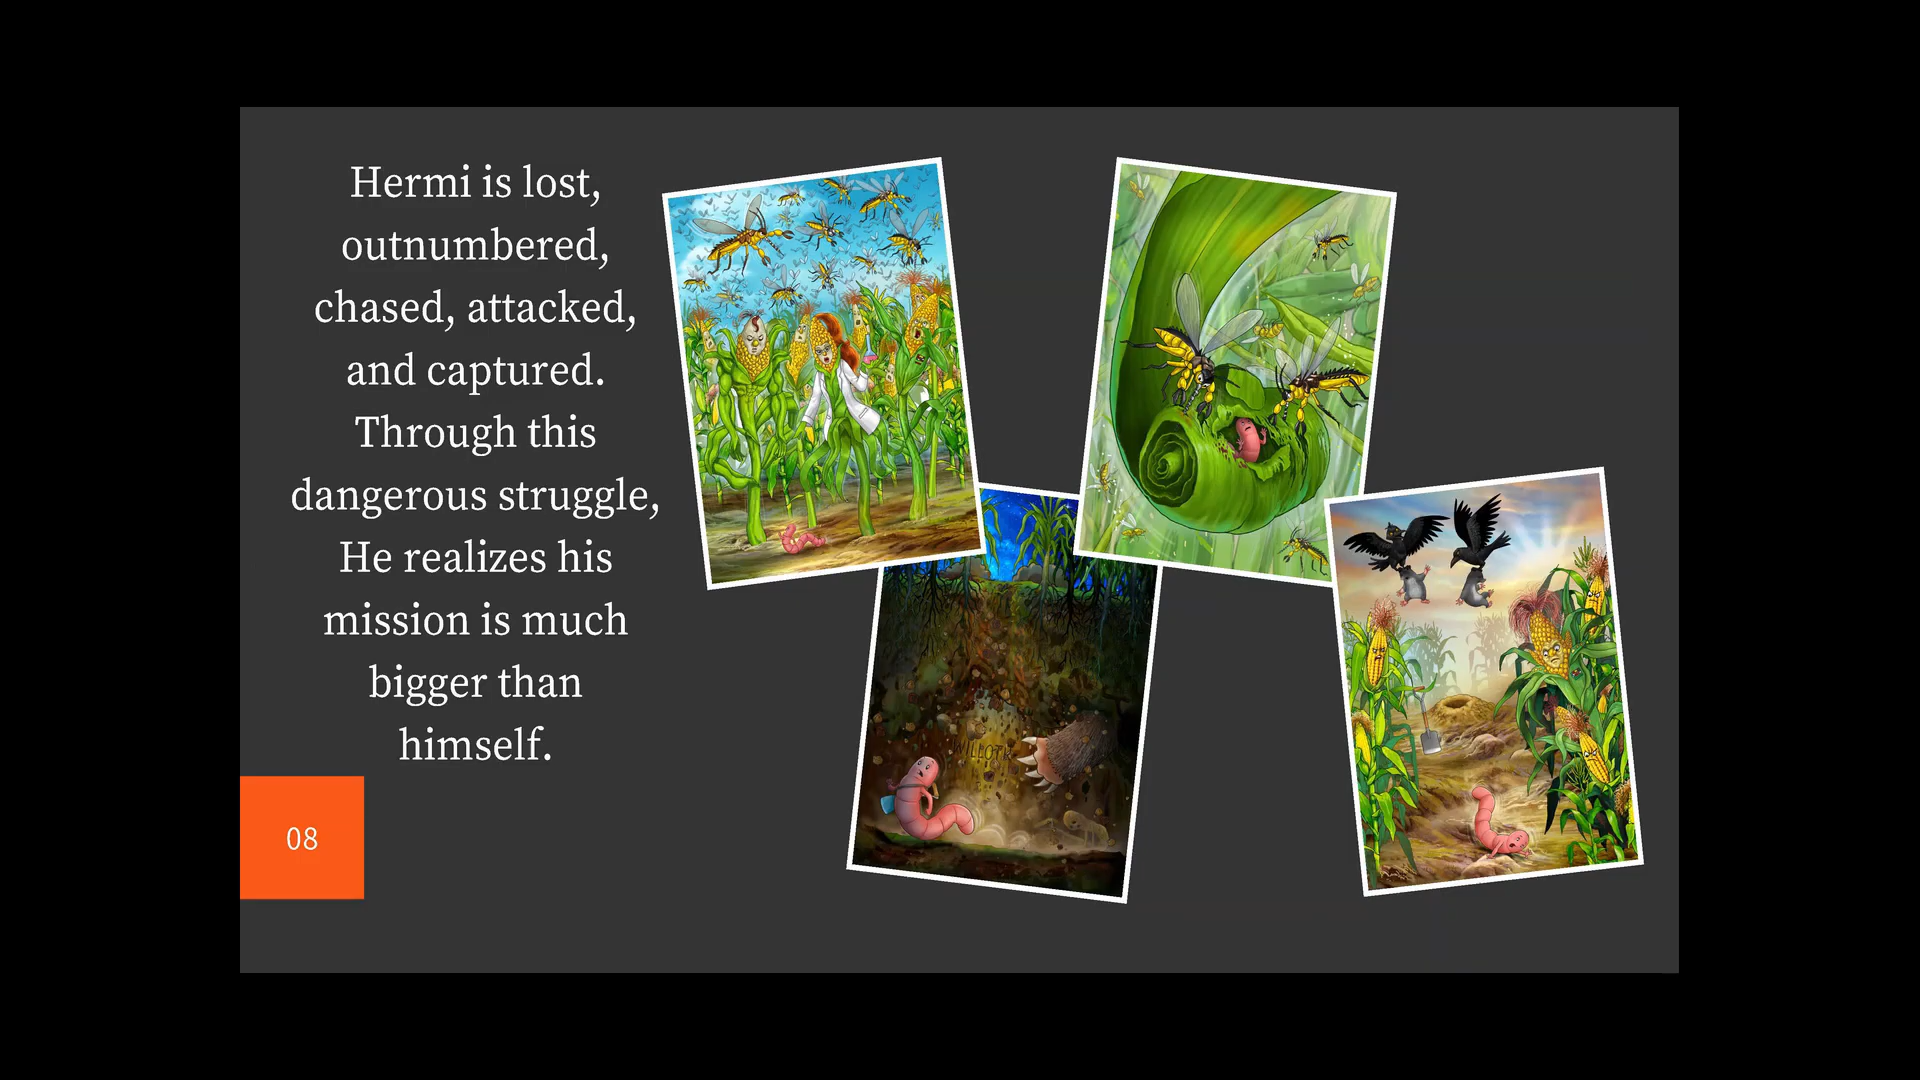 Hermi is lost,
outnumbered,
chased, attacked,
and captured.
Through this
dangerous struggle,
He realizes his
mission is much
bigger than
himself.
08